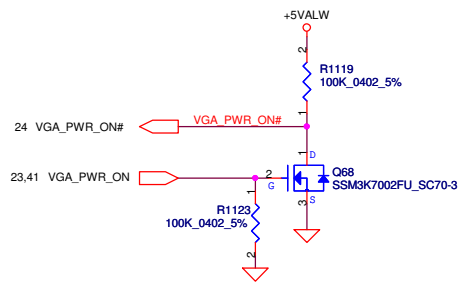 +5VALW
2
R1119
100K_0402_5%
1
24 VGA_PWR_ON# VGA_PWR_ON#
1 D
Q68
23,41 VGA_PWR_ON 2 G
SSM3K7002FU_SC70-3
3 S
1
R1123
100K_0402_5%
2